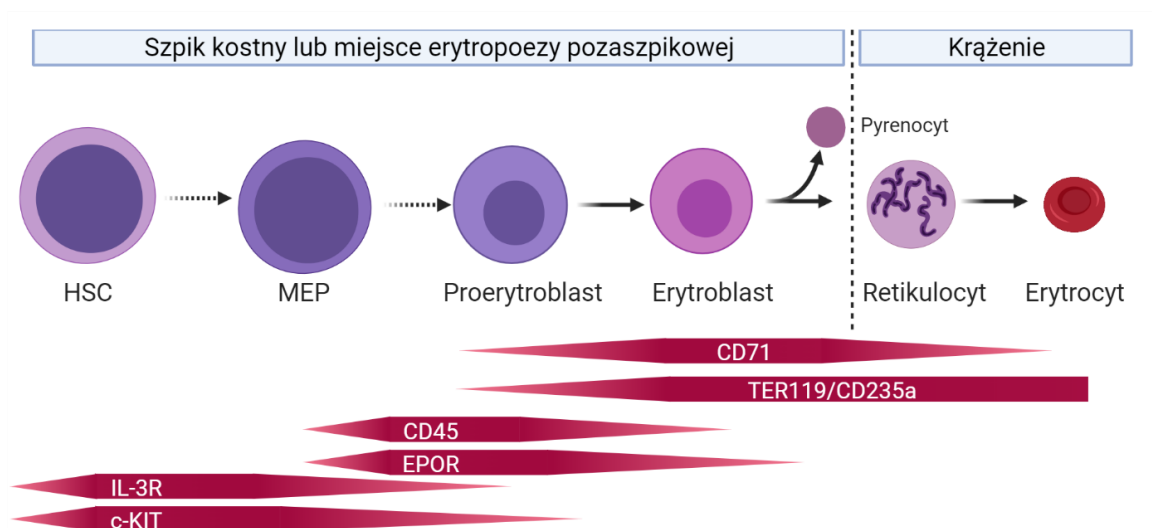 Szpik kostny lub miejsce erytropoezy pozaszpikowej
Krążenie
Pyrenocyt
HSC
MEP
Proerytroblast
Erytroblast
Retikulocyt
Erytrocyt
CD71
TER119/CD235a
CD45
EPOR
IL-3R
c-KIT